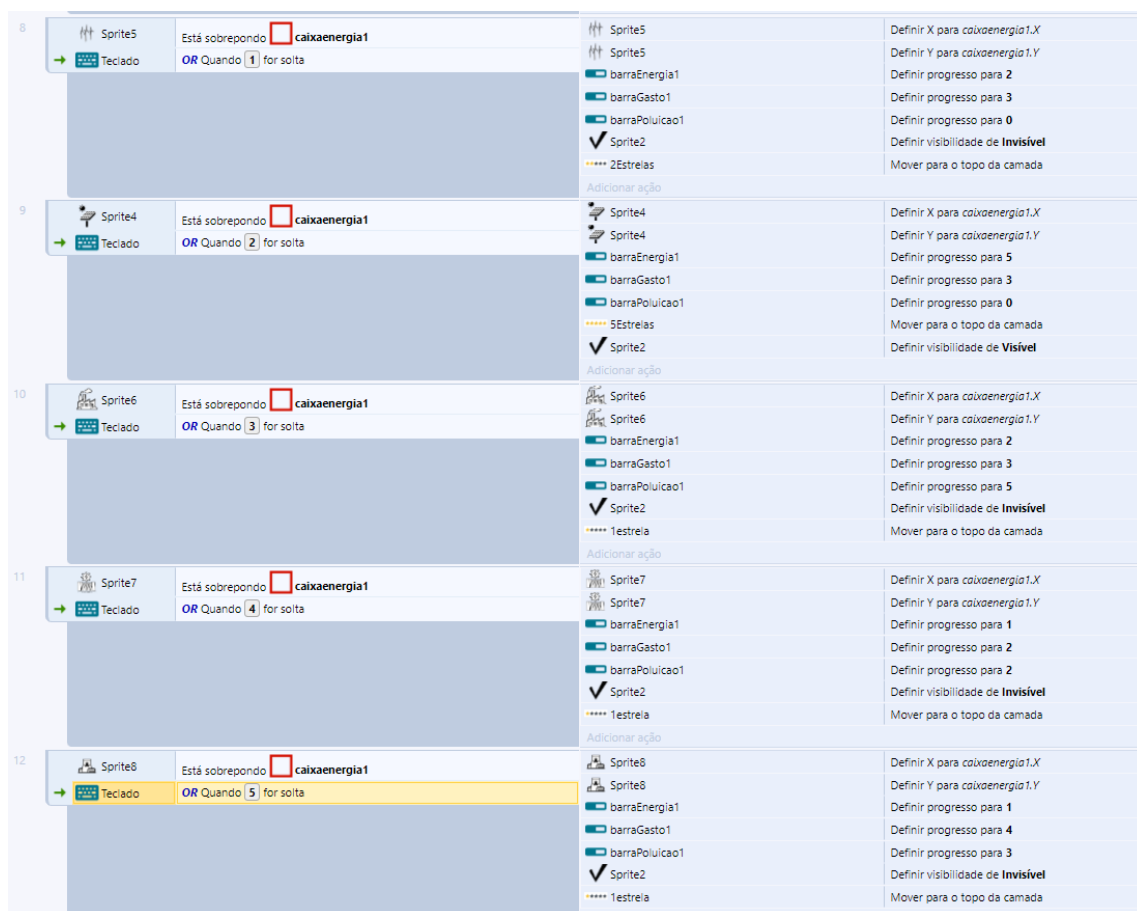 8 Sprite5 Está sobrepondo caixaenergia1 Sprite5 Definir X para caixaenergia1.X
Teclado OR Quando 1 for solta Sprite5 Definir Y para caixaenergia1.Y
barraEnergia1 Definir progresso para 2
barraGasto1 Definir progresso para 3
barraPoluicao1 Definir progresso para 0
Sprite2 Definir visibilidade de Invisível
2Estrelas Mover para o topo da camada
Adicionar ação
9 Sprite4 Está sobrepondo caixaenergia1 Sprite4 Definir X para caixaenergia1.X
Teclado OR Quando 2 for solta Sprite4 Definir Y para caixaenergia1.Y
barraEnergia1 Definir progresso para 5
barraGasto1 Definir progresso para 3
barraPoluicao1 Definir progresso para 0
5Estrelas Mover para o topo da camada
Sprite2 Definir visibilidade de Visível
Adicionar ação
10 Sprite6 Está sobrepondo caixaenergia1 Sprite6 Definir X para caixaenergia1.X
Teclado OR Quando 3 for solta Sprite6 Definir Y para caixaenergia1.Y
barraEnergia1 Definir progresso para 2
barraGasto1 Definir progresso para 3
barraPoluicao1 Definir progresso para 5
Sprite2 Definir visibilidade de Invisível
1estrela Mover para o topo da camada
Adicionar ação
11 Sprite7 Está sobrepondo caixaenergia1 Sprite7 Definir X para caixaenergia1.X
Teclado OR Quando 4 for solta Sprite7 Definir Y para caixaenergia1.Y
barraEnergia1 Definir progresso para 1
barraGasto1 Definir progresso para 2
barraPoluicao1 Definir progresso para 2
Sprite2 Definir visibilidade de Invisível
1estrela Mover para o topo da camada
Adicionar ação
12 Sprite8 Está sobrepondo caixaenergia1 Sprite8 Definir X para caixaenergia1.X
Teclado OR Quando 5 for solta Sprite8 Definir Y para caixaenergia1.Y
barraEnergia1 Definir progresso para 1
barraGasto1 Definir progresso para 4
barraPoluicao1 Definir progresso para 3
Sprite2 Definir visibilidade de Invisível
1estrela Mover para o topo da camada